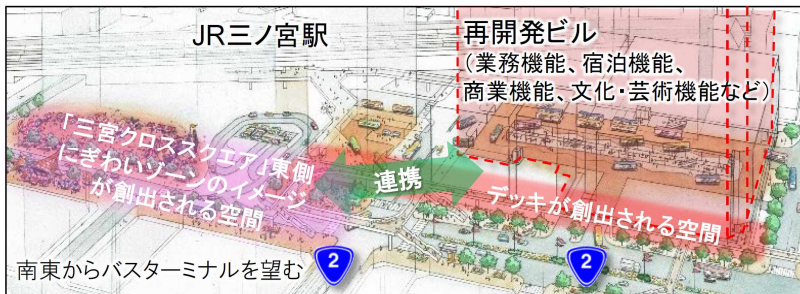 JR三ノ宮駅
再開発ビル
(業務機能、宿泊機能、
商業機能、文化・芸術機能など)
「三宮クロススクエア」東側
にぎわいゾーンのイメージ
が創出される空間
連携
デッキが創出される空間
南東からバスターミナルを望む
2
2